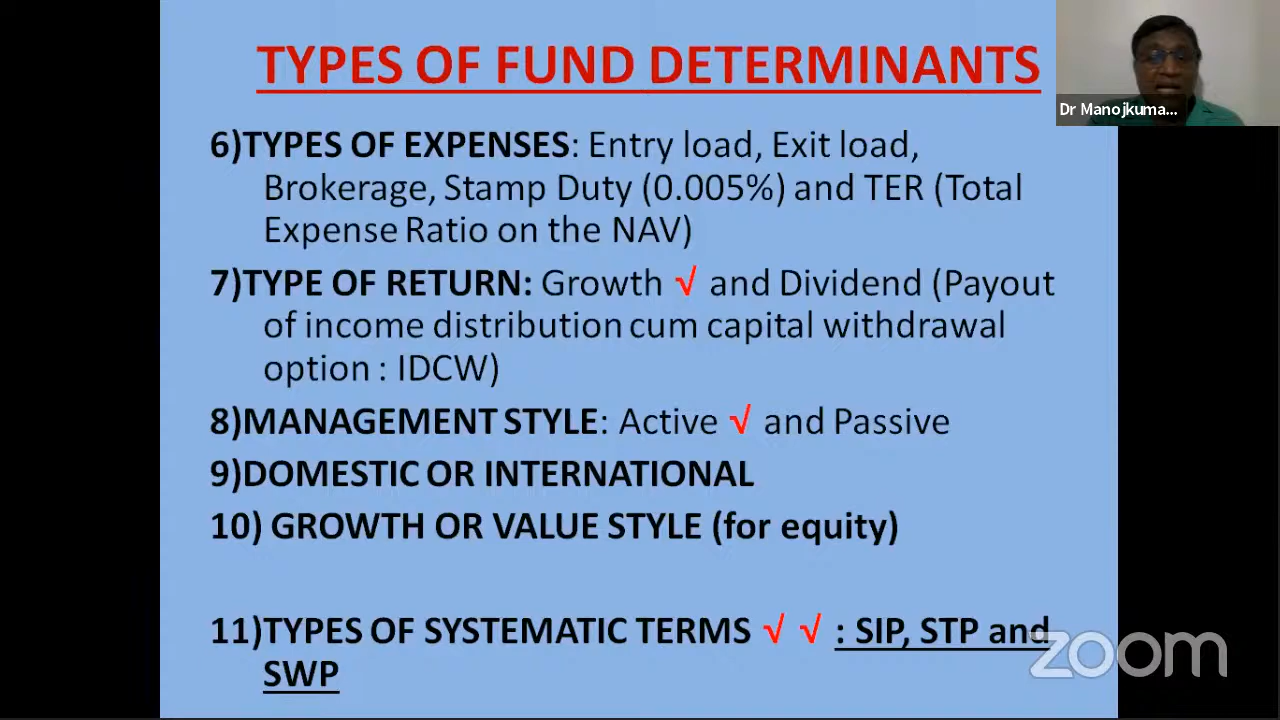 TYPES OF FUND DETERMINANTS
Dr Manojkuma...
6)TYPES OF EXPENSES: Entry load, Exit load,
Brokerage, Stamp Duty (0.005%) and TER (Total
Expense Ratio on the NAV)
7)TYPE OF RETURN: Growth √ and Dividend (Payout
of income distribution cum capital withdrawal
option : IDCW)
8)MANAGEMENT STYLE: Active √ and Passive
9)DOMESTIC OR INTERNATIONAL
10) GROWTH OR VALUE STYLE (for equity)
11)TYPES OF SYSTEMATIC TERMS √ √ : SIP, STP and
SWP
zoom